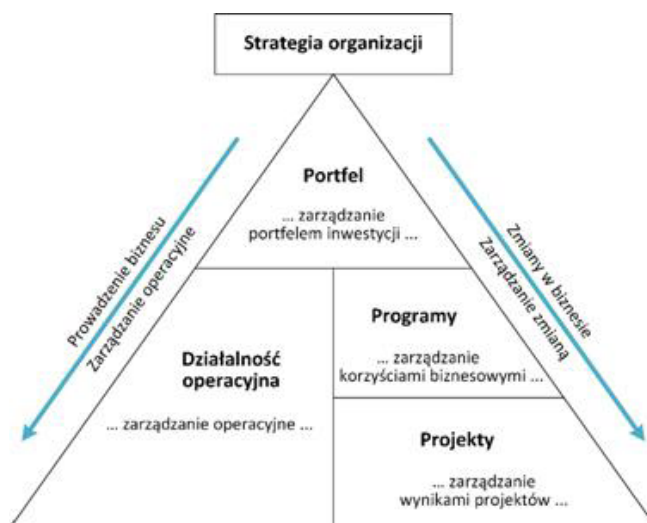 Strategia organizacji
Portfel
... zarządzanie
portfelem inwestycji ...
Prowadzenie biznesu
Zarządzanie operacyjne
Zmiany w biznesie
Zarządzanie zmianą
Działalność
operacyjna
... zarządzanie operacyjne ...
Programy
... zarządzanie
korzyściami biznesowymi ...
Projekty
... zarządzanie
wynikami projektów ...